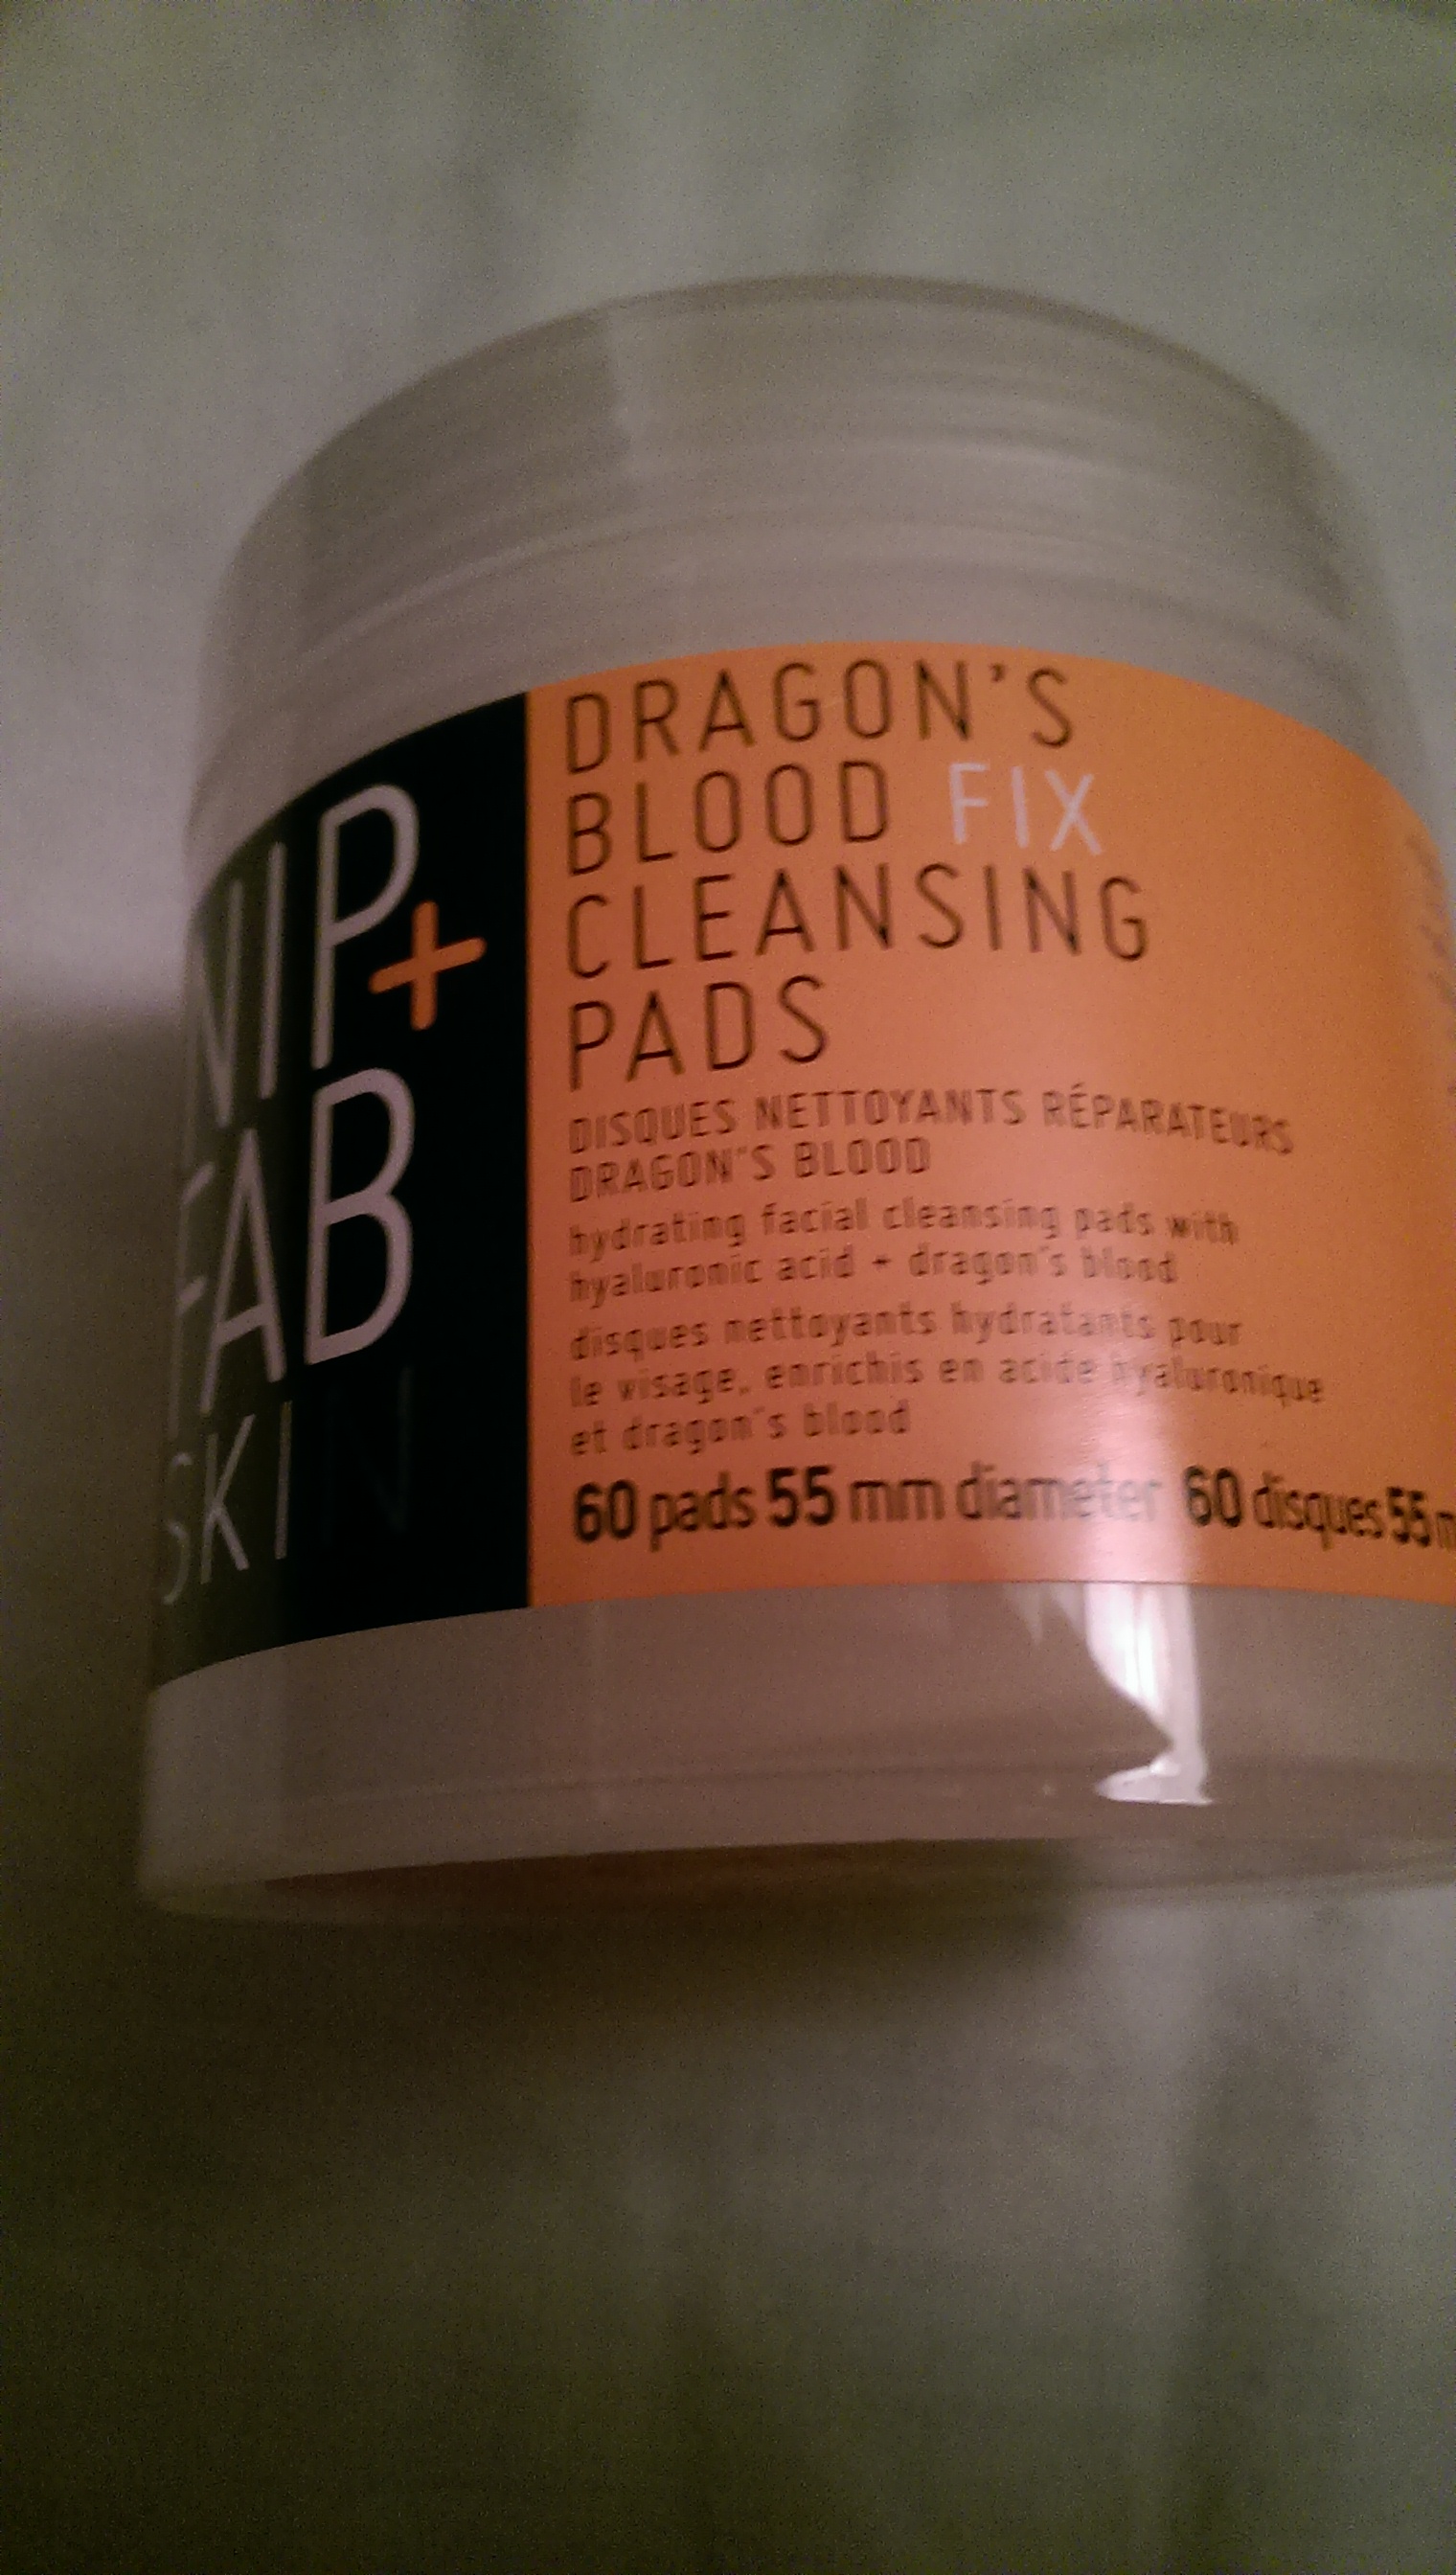 NIP+
FAB
SKIN
DRAGON'S
BLOOD FIX
CLEANSING
PADS
DISQUES NETTOYANTS RÉPARATEURS
DRAGON'S BLOOD
hydrating facial cleansing pads with
hyaluronic acid + dragon's blood
disques nettoyants hydratants pour
le visage, enrichis en acide hyaluronique
et dragon's blood
60 pads 55 mm diameter 60 disques 55 m